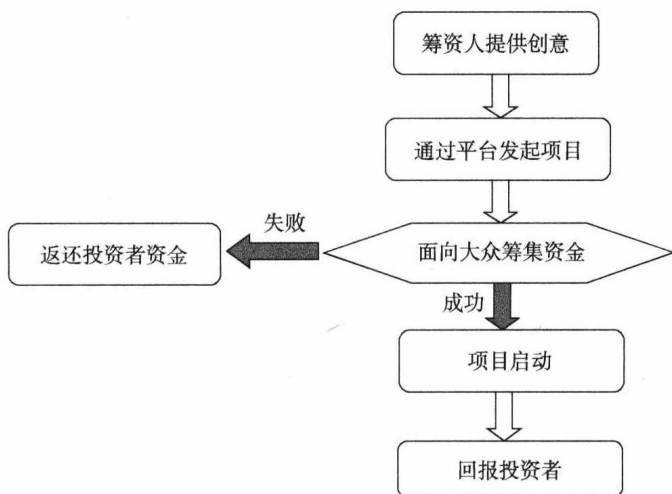 筹资人提供创意
通过平台发起项目
失败
返还投资者资金
面向大众筹集资金
成功
项目启动
回报投资者